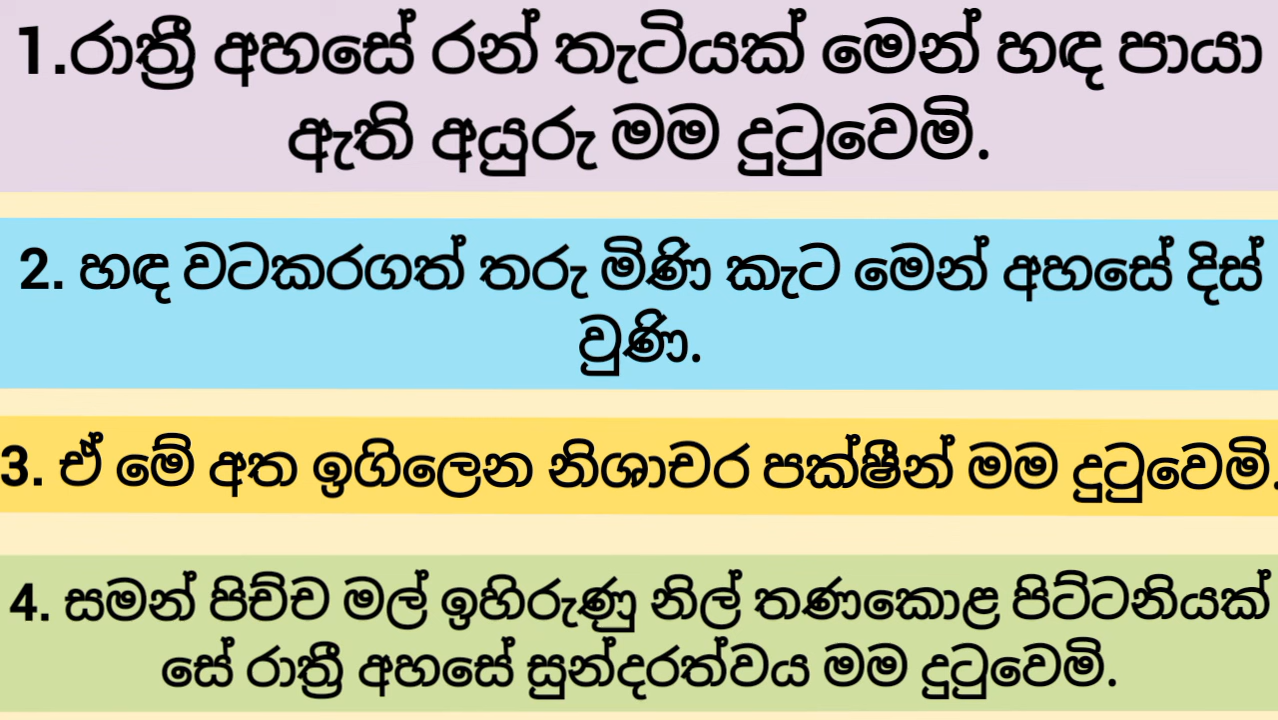 1.රාත්‍රී අහසේ රන් තැටියක් මෙන් හඳ පායා
ඇති අයුරු මම දුටුවෙමි.
2. හඳ වටකරගත් තරු මිණි කැට මෙන් අහසේ දිස්
වුණි.
3. ඒ මේ අත ඉගිලෙන නිශාචර පක්ෂීන් මම දුටුවෙමි.
4. සමන් පිච්ච මල් ඉහිරුණු නිල් තණකොළ පිට්ටනියක්
සේ රාත්‍රී අහසේ සුන්දරත්වය මම දුටුවෙමි.